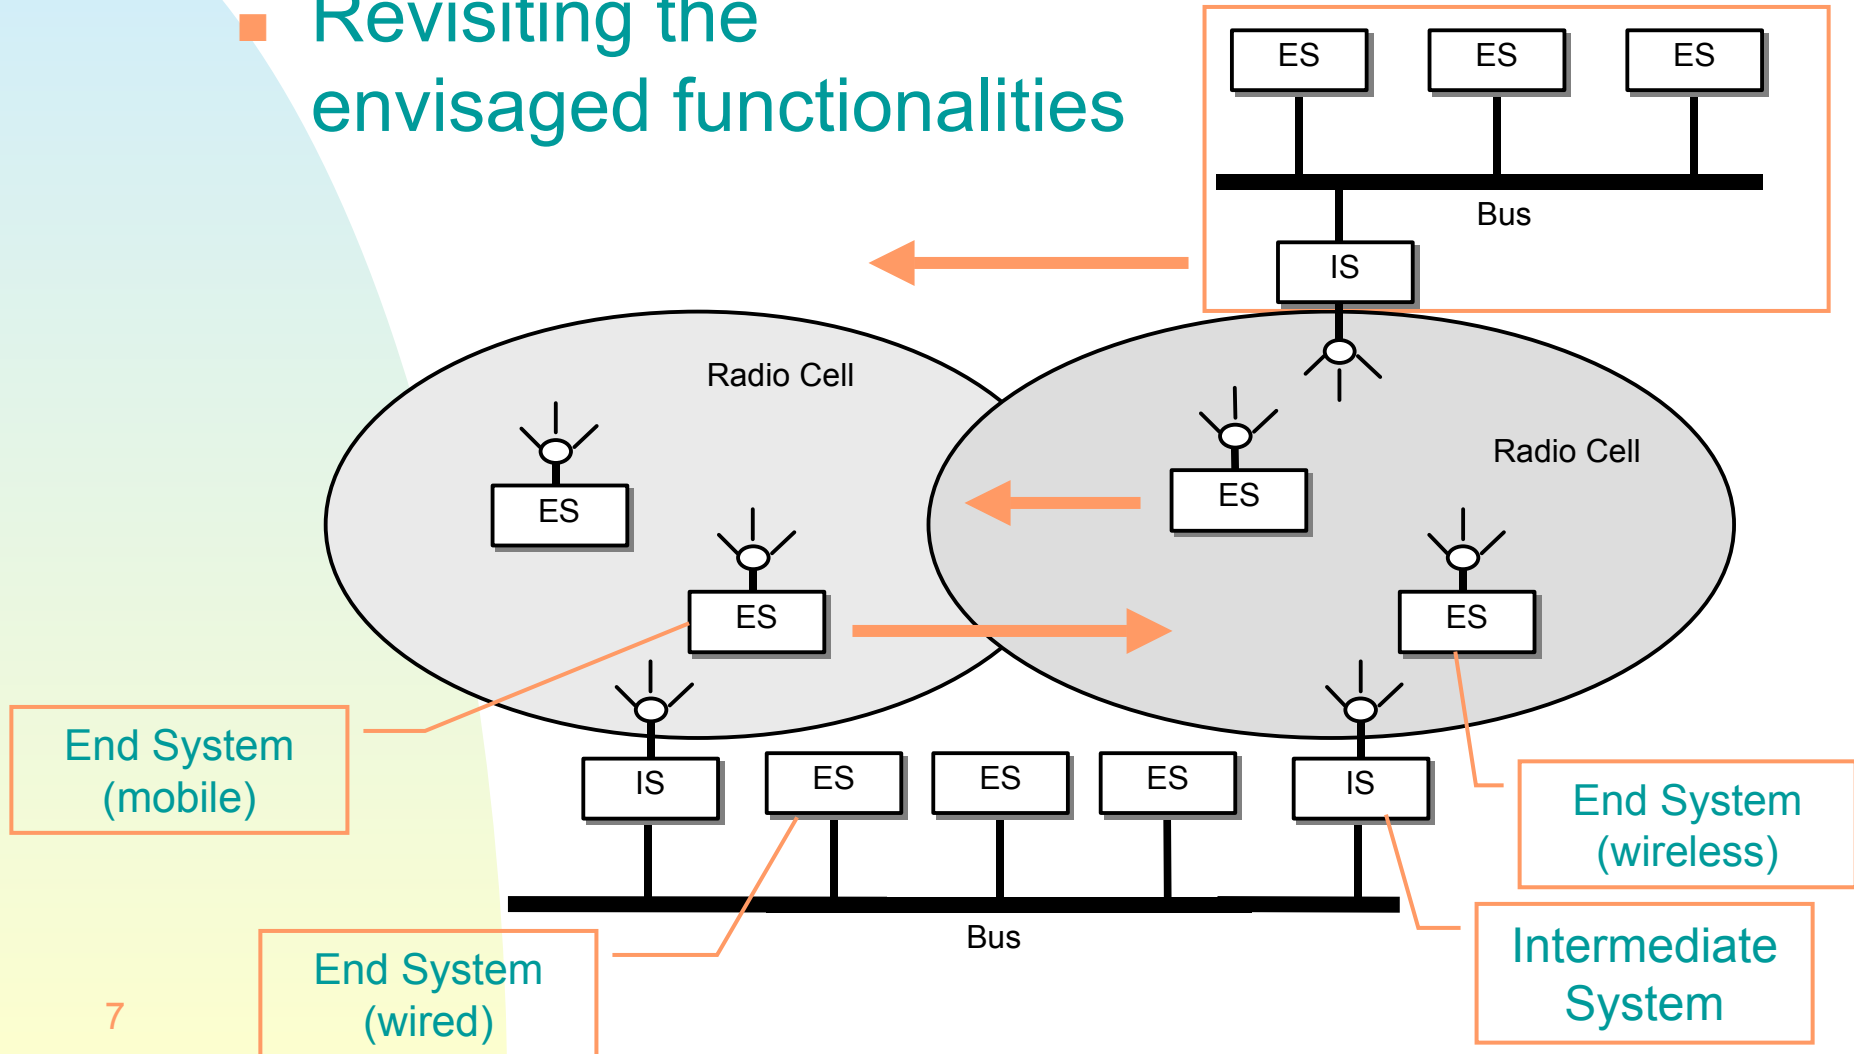 Revisiting the
envisaged functionalities
ES ES ES
Bus
IS
Radio Cell
Radio Cell
ES
ES
ES
ES
End System
(mobile)
IS ES ES ES IS
End System
(wireless)
Bus
End System
(wired)
Intermediate
System
7